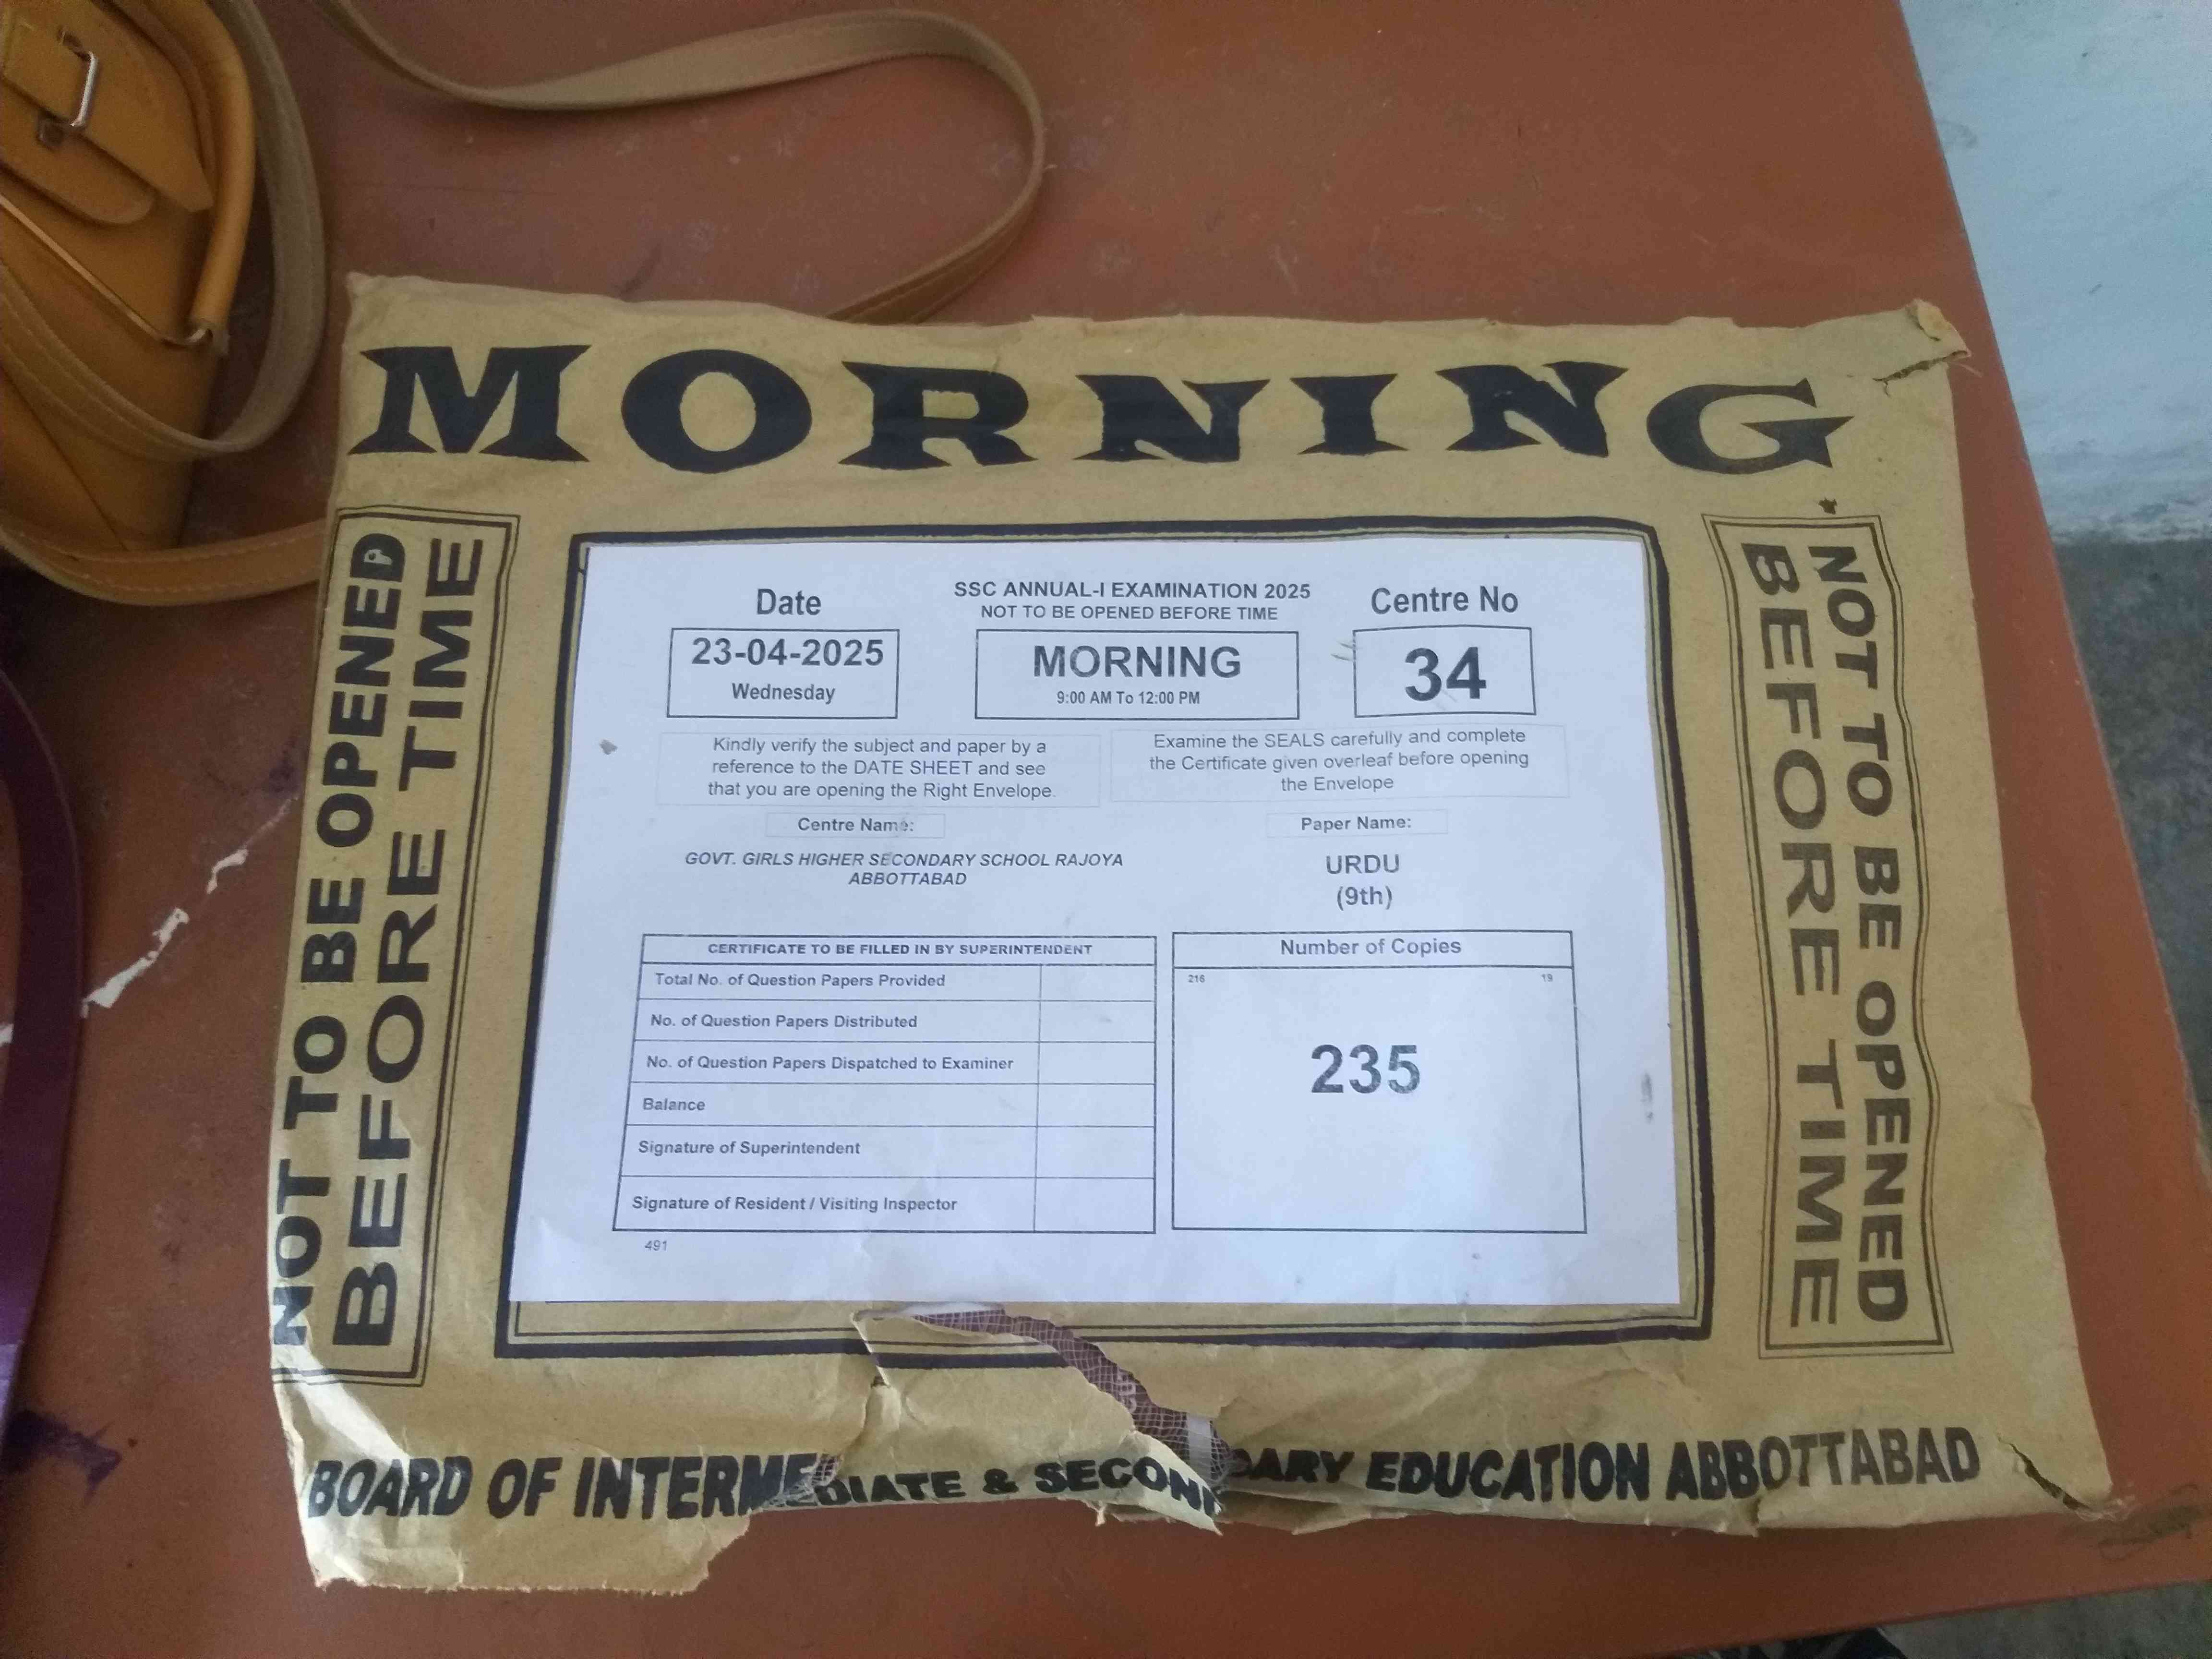 MORNING
NOT TO BE OPENED
BEFORE TIME
Date
23-04-2025
Wednesday
SSC ANNUAL-I EXAMINATION 2025
NOT TO BE OPENED BEFORE TIME
MORNING
9:00 AM To 12:00 PM
Centre No
34
Kindly verify the subject and paper by a
reference to the DATE SHEET and see
that you are opening the Right Envelope.
Examine the SEALS carefully and complete
the Certificate given overleaf before opening
the Envelope
Centre Name:
GOVT. GIRLS HIGHER SECONDARY SCHOOL RAJOYA
ABBOTTABAD
Paper Name:
URDU
(9th)
CERTIFICATE TO BE FILLED IN BY SUPERINTENDENT
Total No. of Question Papers Provided
No. of Question Papers Distributed
No. of Question Papers Dispatched to Examiner
Balance
Signature of Superintendent
Signature of Resident / Visiting Inspector
491
Number of Copies
216 19
235
NOT TO BE OPENED
BEFORE TIME
BOARD OF INTERMEDIATE & SECONDARY EDUCATION ABBOTTABAD